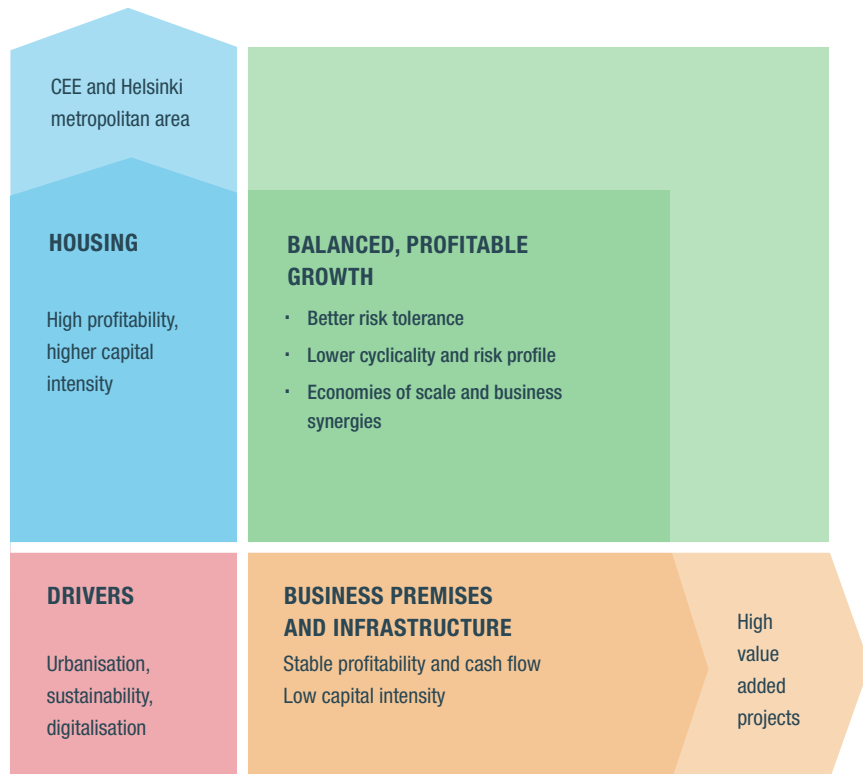 CEE and Helsinki
metropolitan area
HOUSING
High profitability,
higher capital
intensity
BALANCED, PROFITABLE
GROWTH
· Better risk tolerance
· Lower cyclicality and risk profile
· Economies of scale and business
synergies
DRIVERS
Urbanisation,
sustainability,
digitalisation
BUSINESS PREMISES
AND INFRASTRUCTURE
Stable profitability and cash flow
Low capital intensity
High
value
added
projects